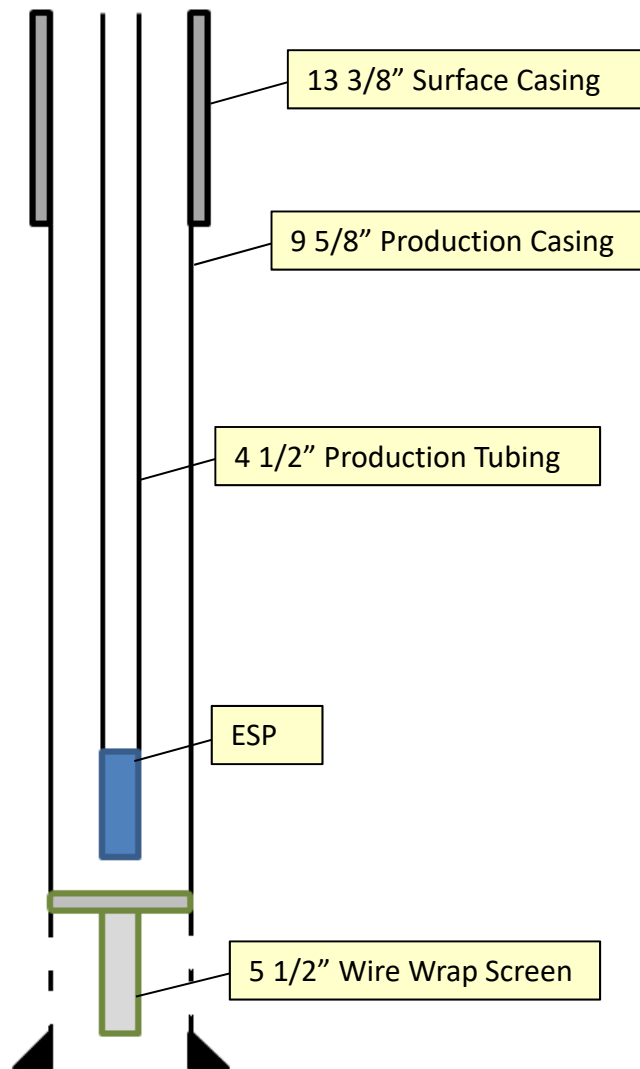 13 3/8” Surface Casing
9 5/8” Production Casing
4 1/2” Production Tubing
ESP
5 1/2” Wire Wrap Screen